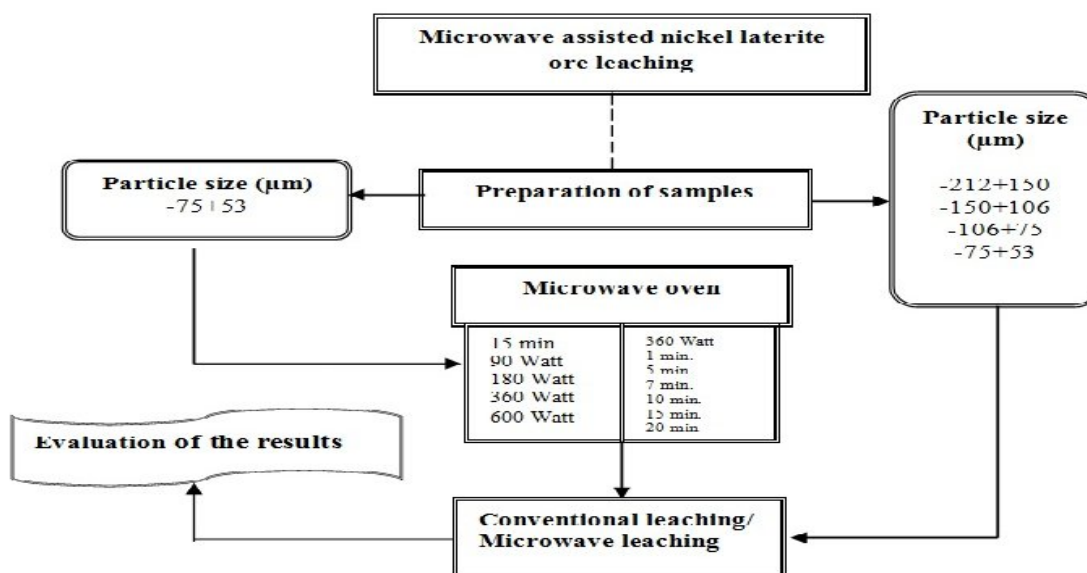 Microwave assisted nickel laterite
ore leaching
Particle size
(µm)
-212+150
-150+106
-106+75
-75+53
Particle size (µm)
-75+53
Preparation of samples
Microwave oven
15 min
90 Watt
180 Watt
360 Watt
600 Watt
360 Watt
1 min.
5 min
7 min.
10 min.
15 min.
20 min
Evaluation of the results
Conventional leaching/
Microwave leaching